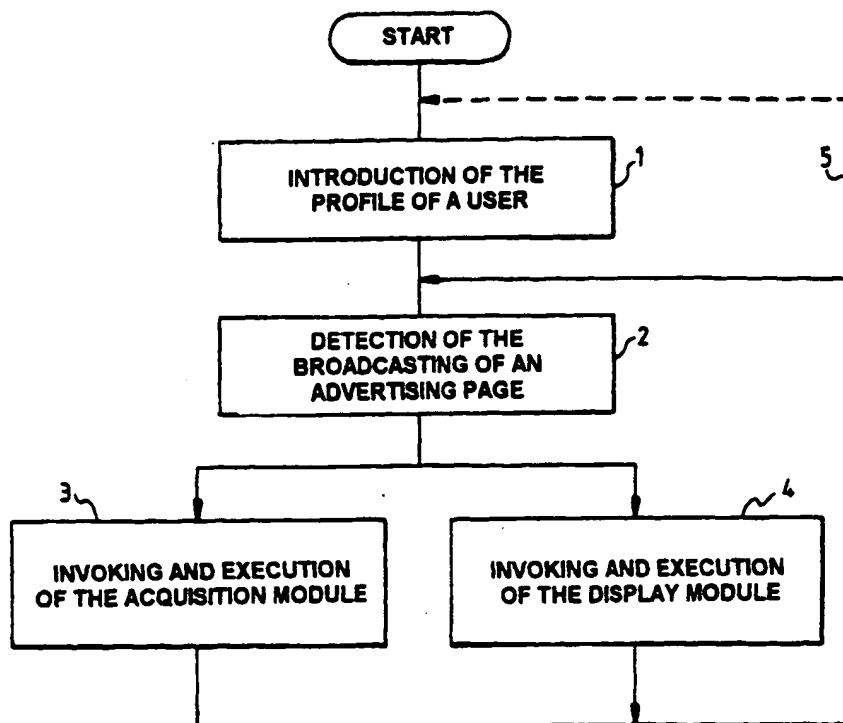 START
INTRODUCTION OF THE
PROFILE OF A USER
1
5
DETECTION OF THE
BROADCASTING OF AN
ADVERTISING PAGE
2
3
INVOKING AND EXECUTION
OF THE ACQUISITION MODULE
4
INVOKING AND EXECUTION
OF THE DISPLAY MODULE